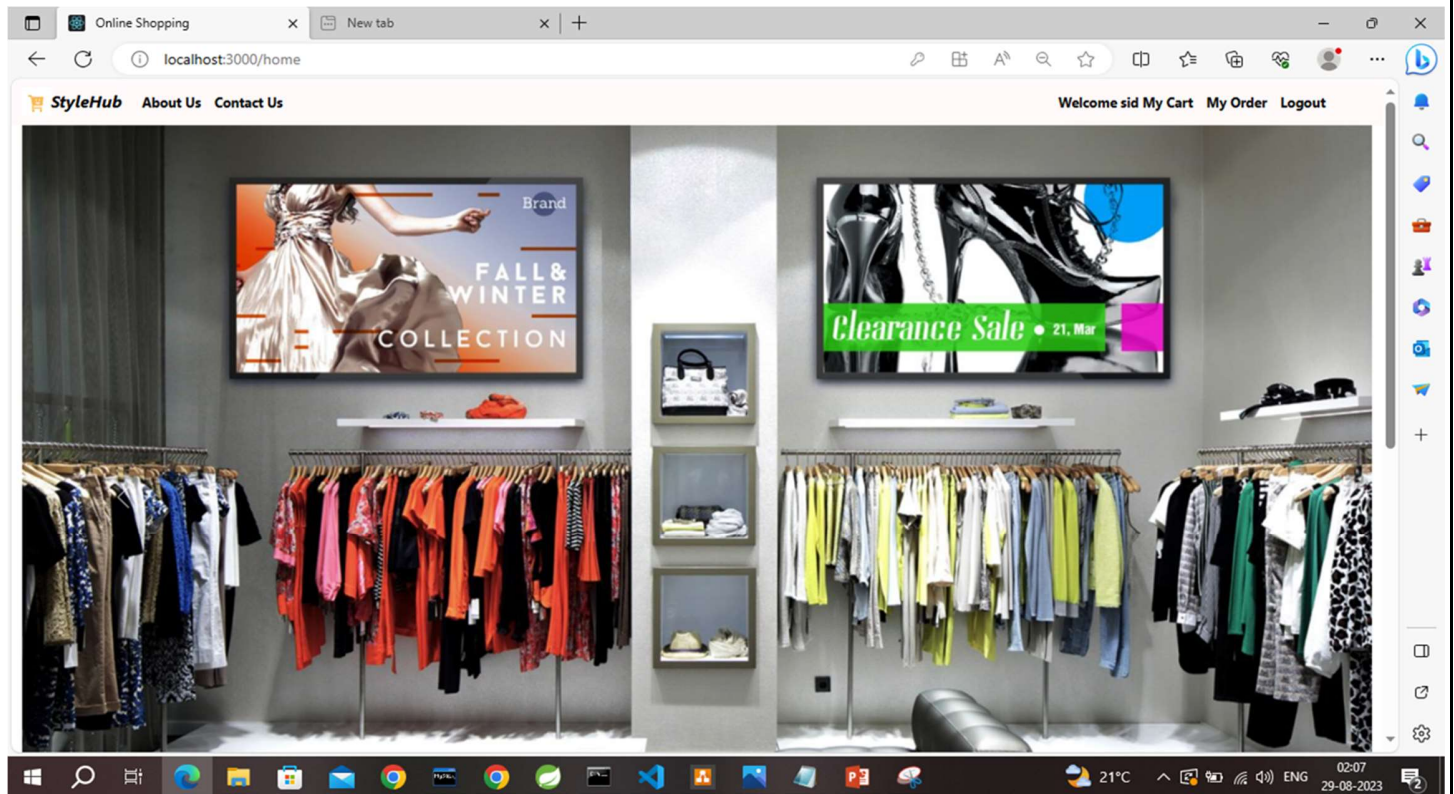 Online Shopping
New tab
localhost:3000/home
StyleHub About Us Contact Us
Welcome sid My Cart My Order Logout
Brand
FALL&
WINTER
COLLECTION
Clearance Sale • 21, Mar
21°C
ENG
02:07
29-08-2023
2